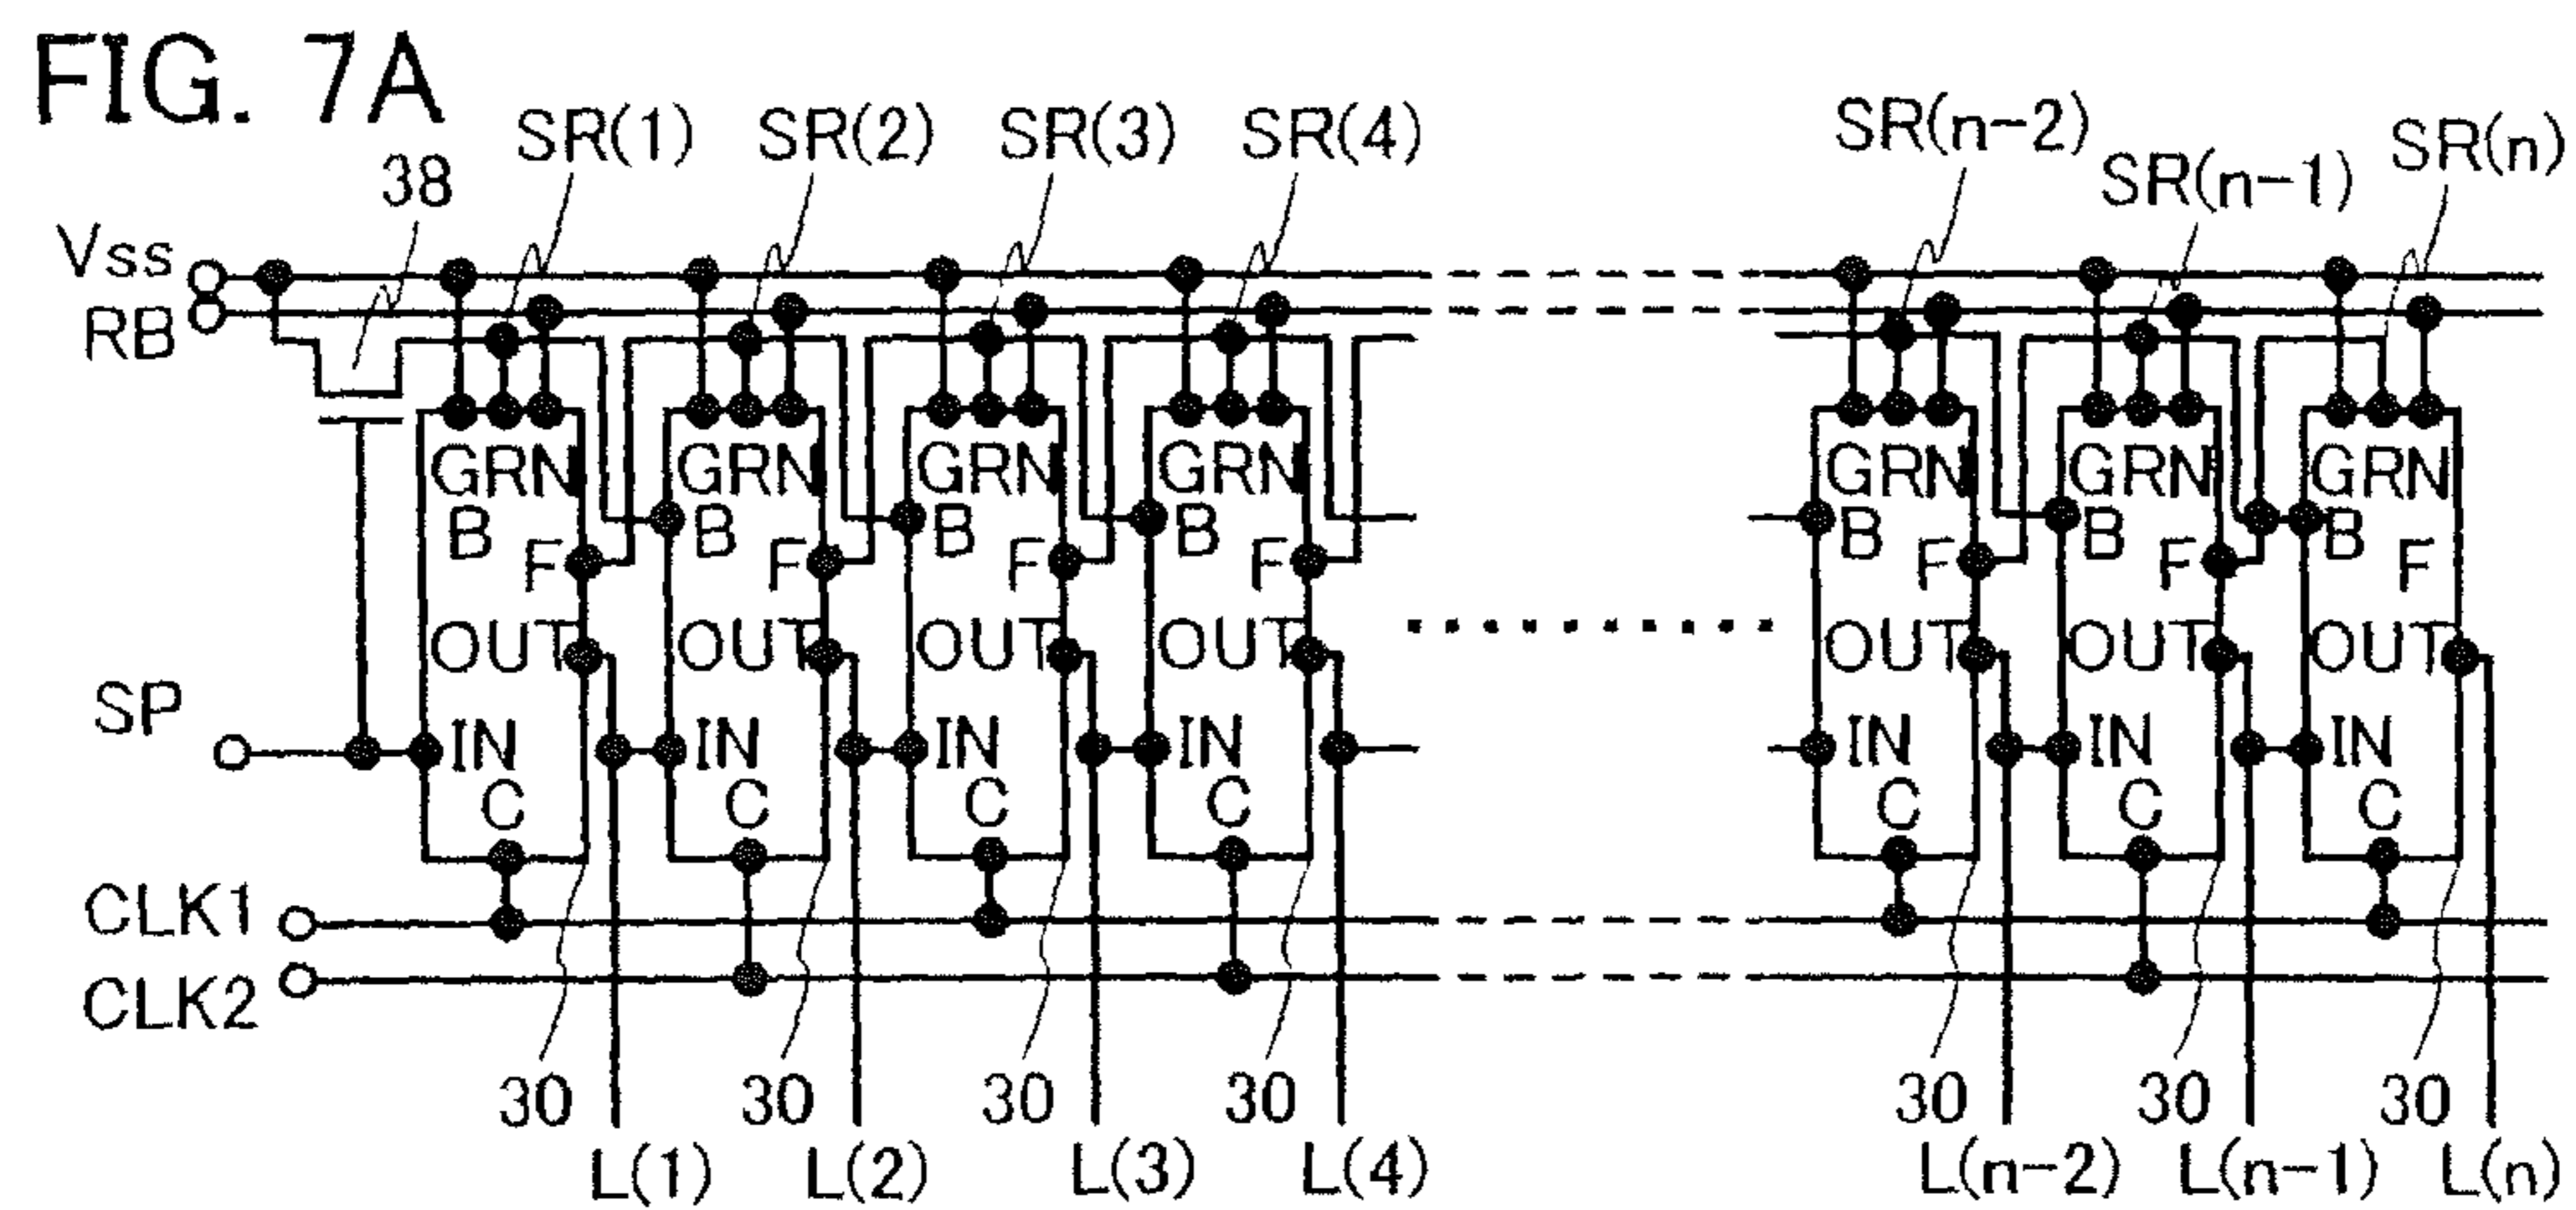 FIG. 7A
SR(1) SR(2) SR(3) SR(4) SR(n-2) SR(n-1) SR(n)
38
Vss
RB
GRN GRN GRN GRN GRN GRN GRN
B B B B B B B
F F F F F F F
OUT OUT OUT OUT OUT OUT OUT
SP
IN IN IN IN IN IN IN
C C C C C C C
CLK1
CLK2
30 30 30 30 30 30 30
L(1) L(2) L(3) L(4) L(n-2) L(n-1) L(n)